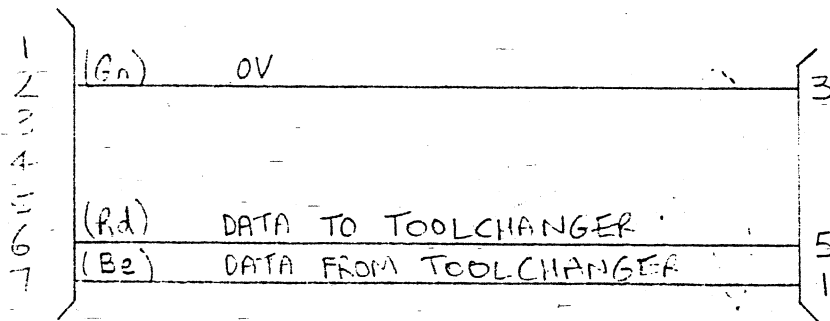 1
(Gn) 0V
2 3
3
4
5
(Rd) DATA TO TOOLCHANGER
6 5
(Be) DATA FROM TOOLCHANGER
7 1